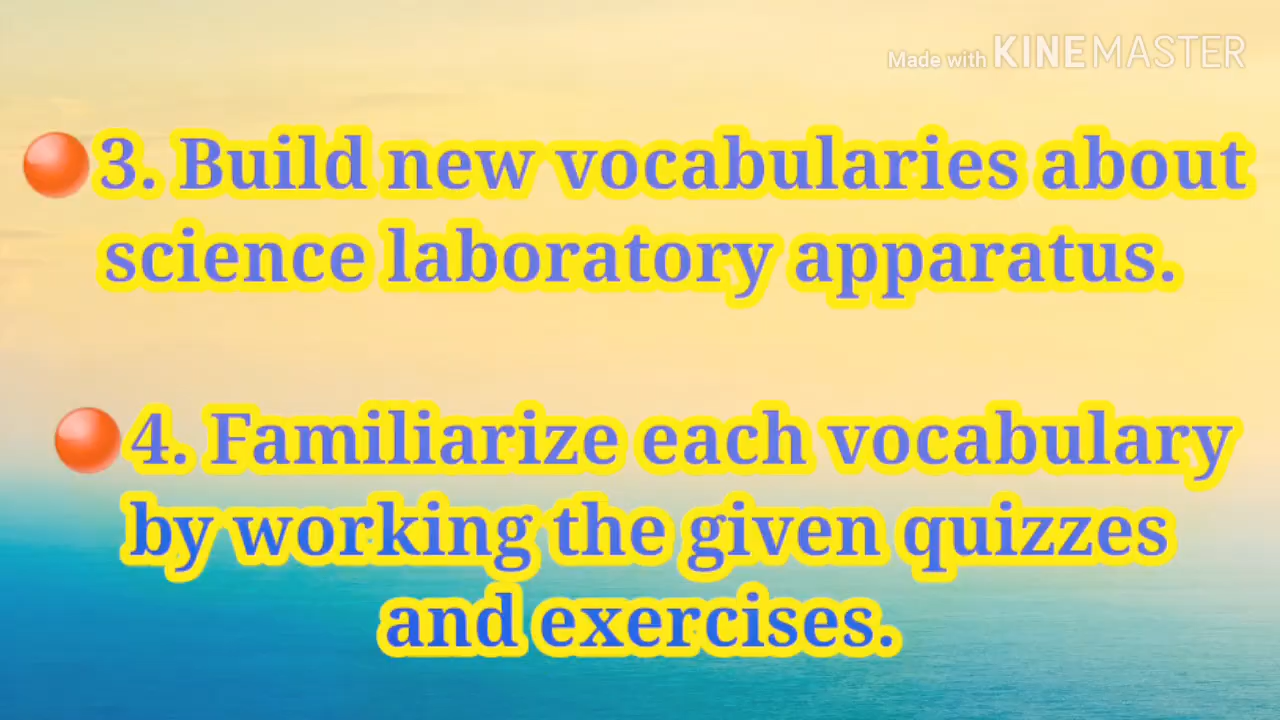 Made with KINEMASTER
3. Build new vocabularies about
science laboratory apparatus.
4. Familiarize each vocabulary
by working the given quizzes
and exercises.